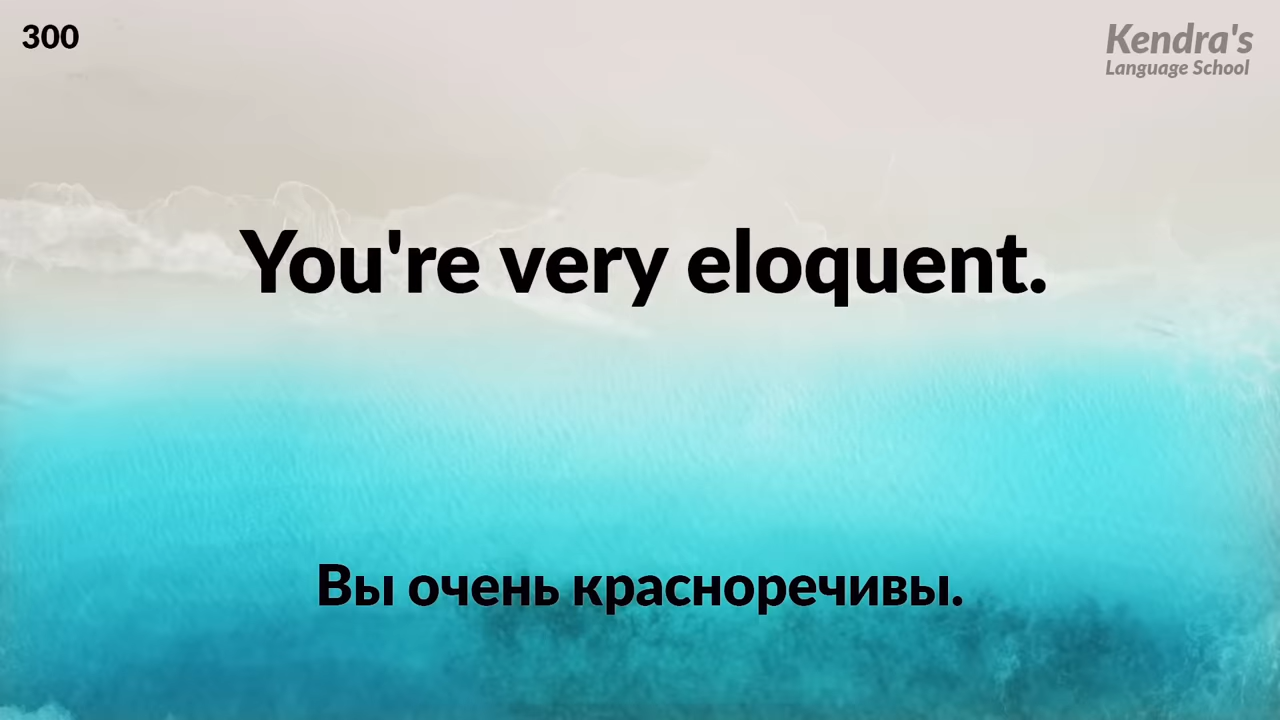 300
Kendra's
Language School
You're very eloquent.
Вы очень красноречивы.